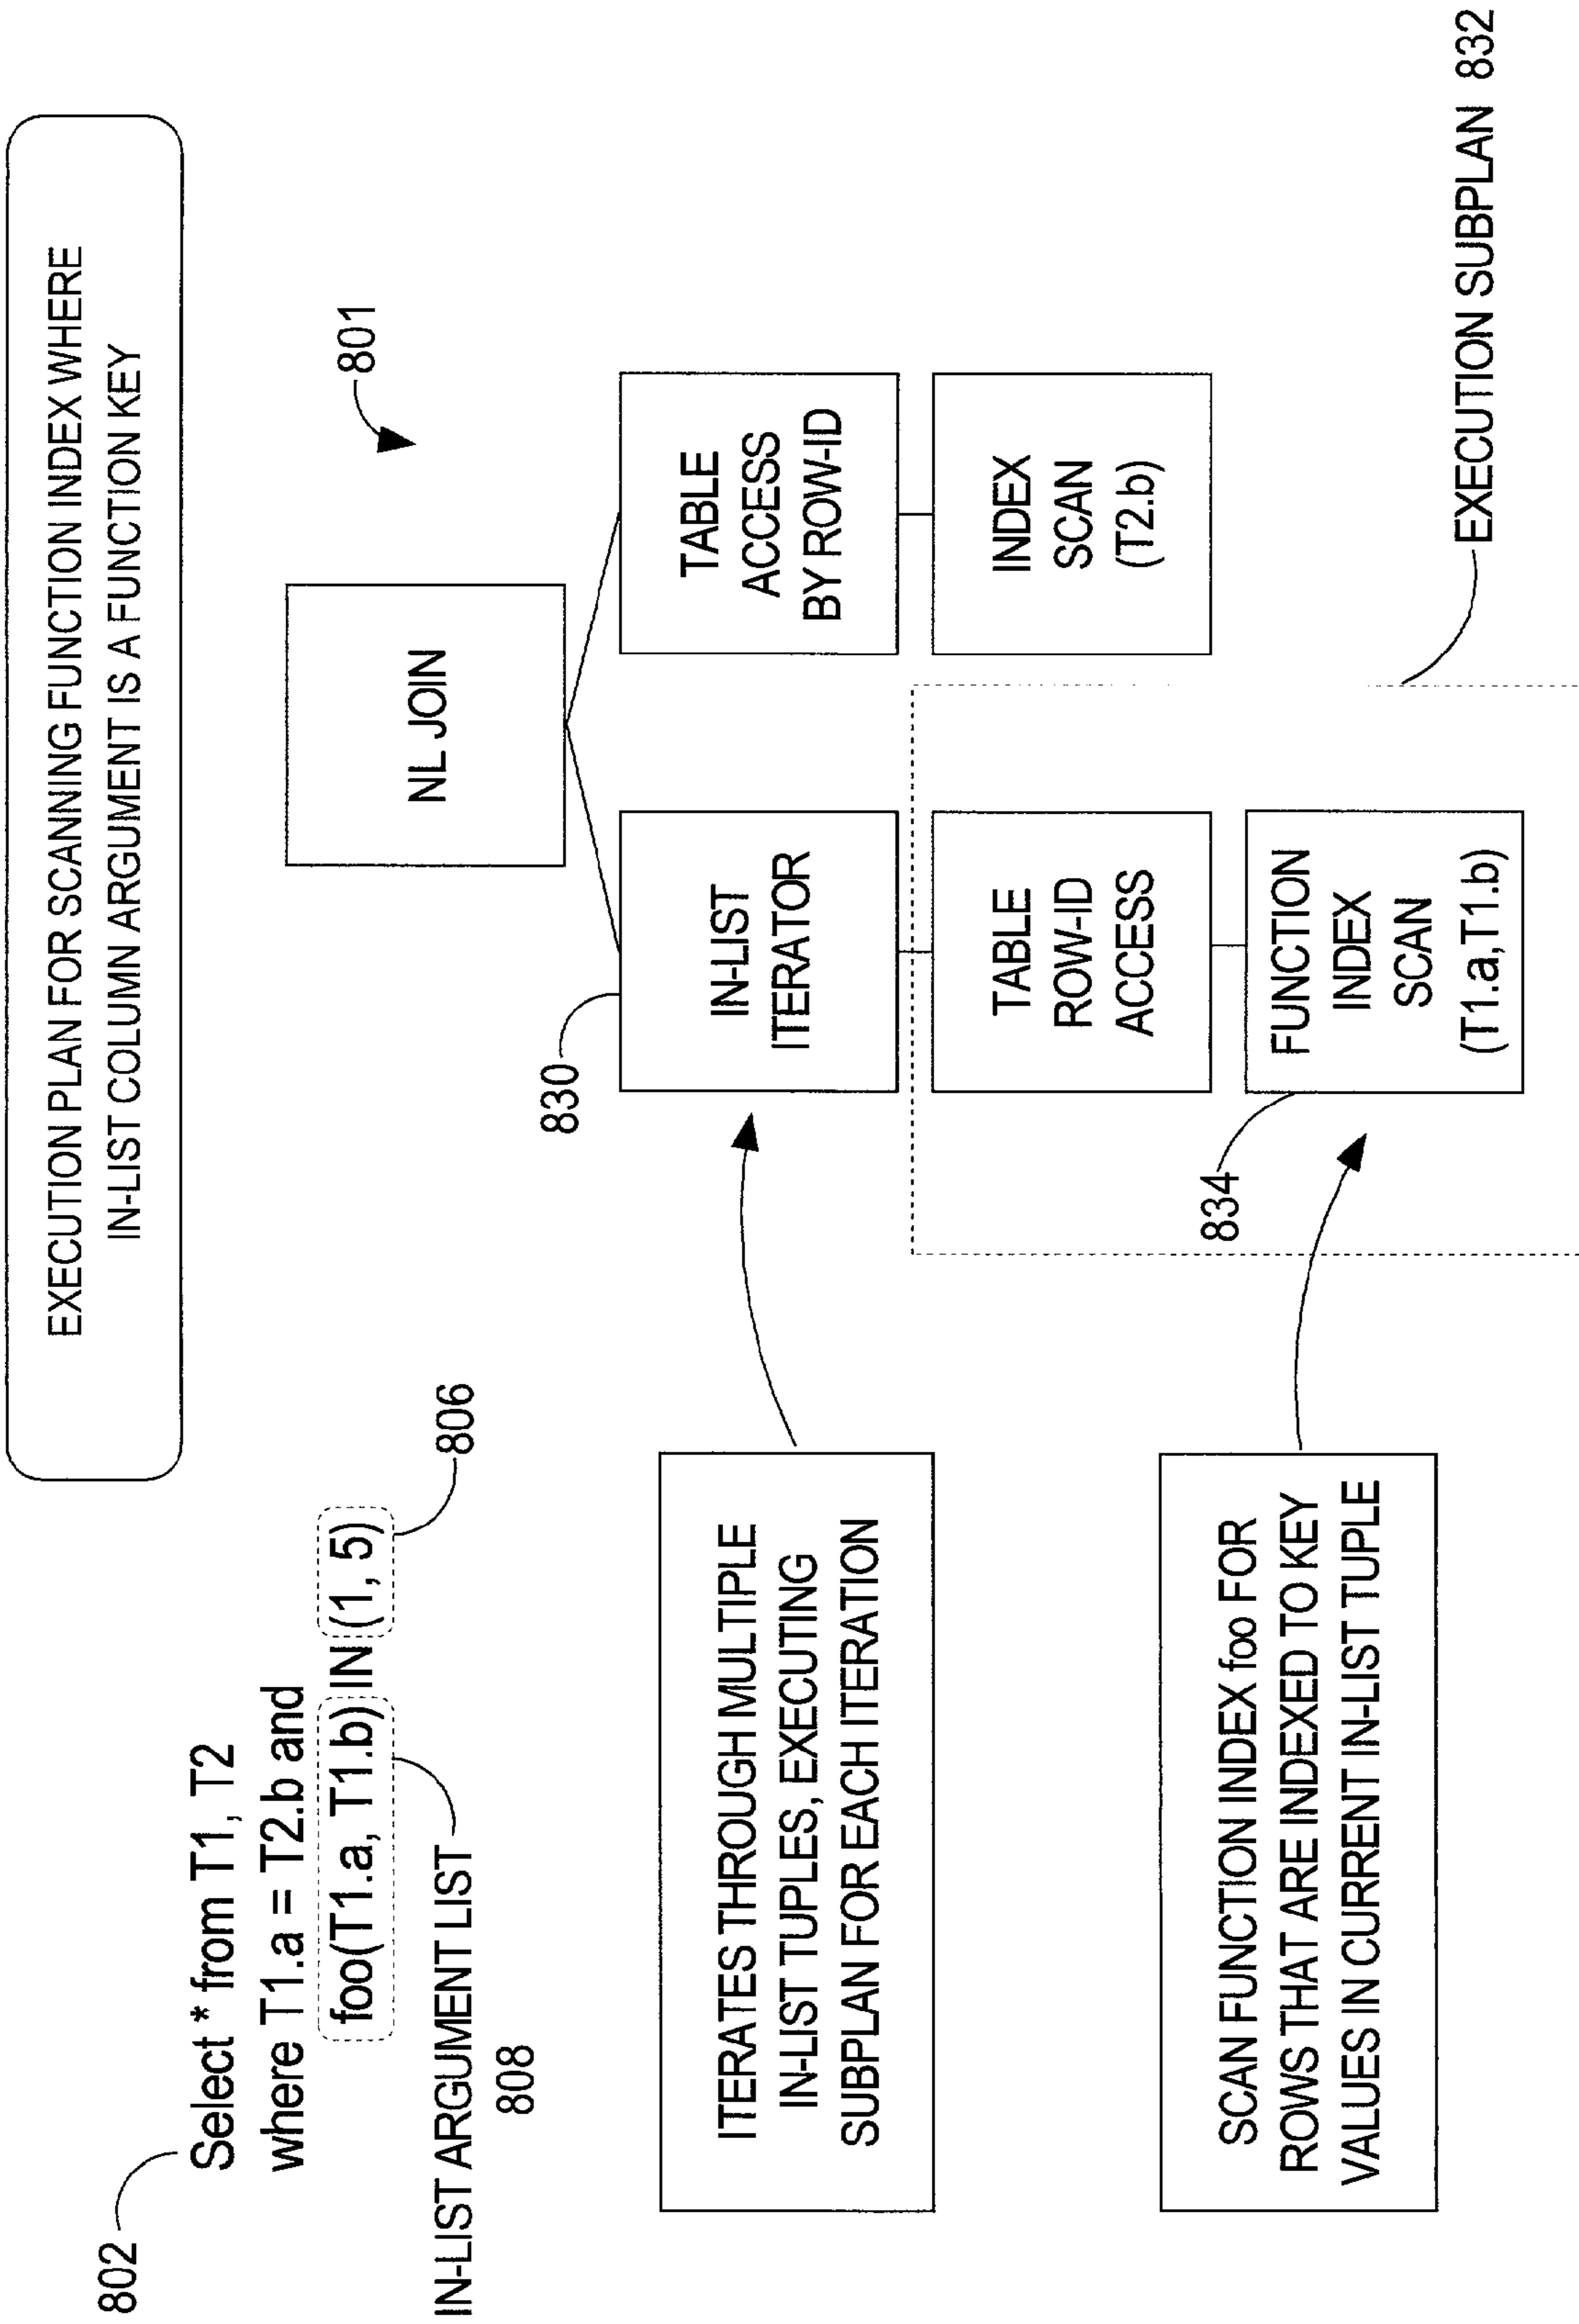 EXECUTION PLAN FOR SCANNING FUNCTION INDEX WHERE
IN-LIST COLUMN ARGUMENT IS A FUNCTION KEY
802
Select * from T1, T2
where T1.a = T2.b and
foo(T1.a, T1.b) IN (1, 5)
806
IN-LIST ARGUMENT LIST
808
801
NL JOIN
830
IN-LIST
ITERATOR
TABLE
ACCESS
BY ROW-ID
ITERATES THROUGH MULTIPLE
IN-LIST TUPLES, EXECUTING
SUBPLAN FOR EACH ITERATION
TABLE
ROW-ID
ACCESS
INDEX
SCAN
(T2.b)
834
FUNCTION
INDEX
SCAN
(T1.a,T1.b)
SCAN FUNCTION INDEX foo FOR
ROWS THAT ARE INDEXED TO KEY
VALUES IN CURRENT IN-LIST TUPLE
EXECUTION SUBPLAN 832